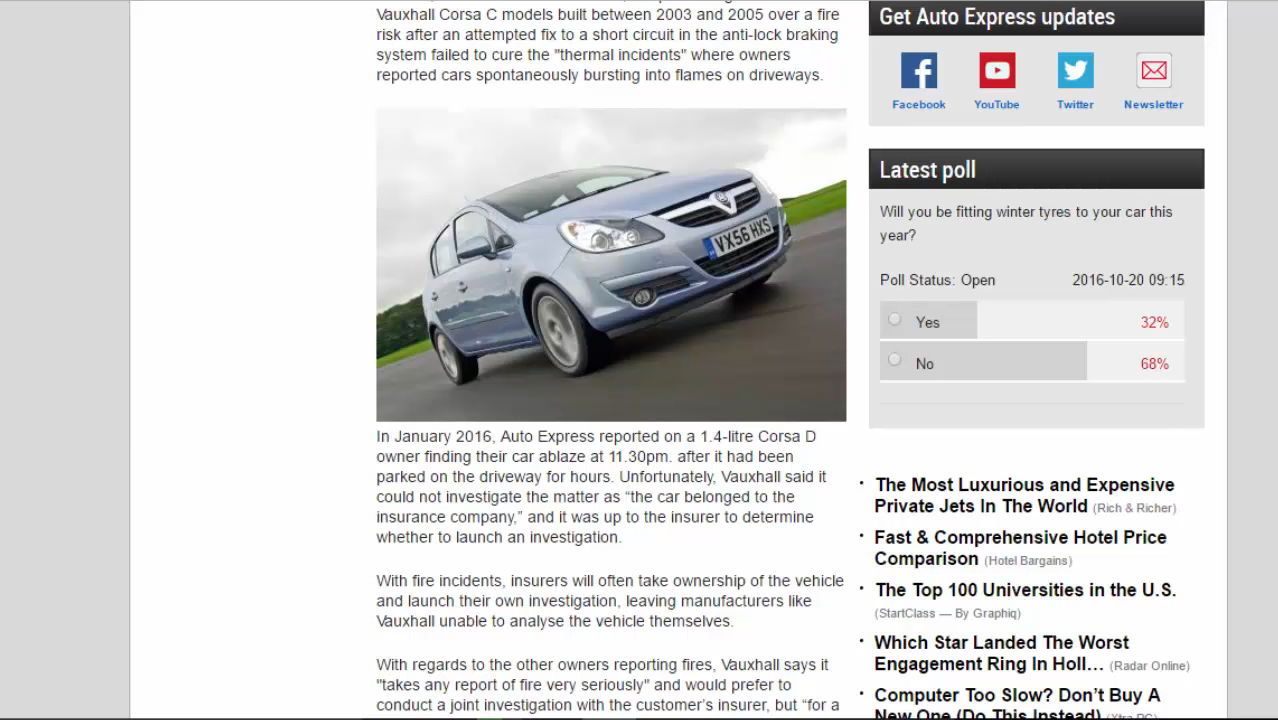 Vauxhall Corsa C models built between 2003 and 2005 over a fire
risk after an attempted fix to a short circuit in the anti-lock braking
system failed to cure the "thermal incidents" where owners
reported cars spontaneously bursting into flames on driveways.
VX56 HXS
In January 2016, Auto Express reported on a 1.4-litre Corsa D
owner finding their car ablaze at 11.30pm. after it had been
parked on the driveway for hours. Unfortunately, Vauxhall said it
could not investigate the matter as “the car belonged to the
insurance company,” and it was up to the insurer to determine
whether to launch an investigation.
With fire incidents, insurers will often take ownership of the vehicle
and launch their own investigation, leaving manufacturers like
Vauxhall unable to analyse the vehicle themselves.
With regards to the other owners reporting fires, Vauxhall says it
"takes any report of fire very seriously" and would prefer to
conduct a joint investigation with the customer's insurer, but “for a
Get Auto Express updates
Facebook YouTube Twitter Newsletter
Latest poll
Will you be fitting winter tyres to your car this
year?
Poll Status: Open 2016-10-20 09:15
Yes 32%
No 68%
The Most Luxurious and Expensive
Private Jets In The World (Rich & Richer)
Fast & Comprehensive Hotel Price
Comparison (Hotel Bargains)
The Top 100 Universities in the U.S.
(StartClass — By Graphiq)
Which Star Landed The Worst
Engagement Ring In Holl… (Radar Online)
Computer Too Slow? Don’t Buy A
New One (Do This Instead)